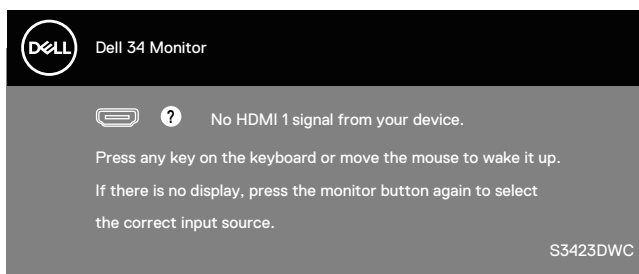 DELL
Dell 34 Monitor
? No HDMI 1 signal from your device.
Press any key on the keyboard or move the mouse to wake it up.
If there is no display, press the monitor button again to select
the correct input source.
S3423DWC